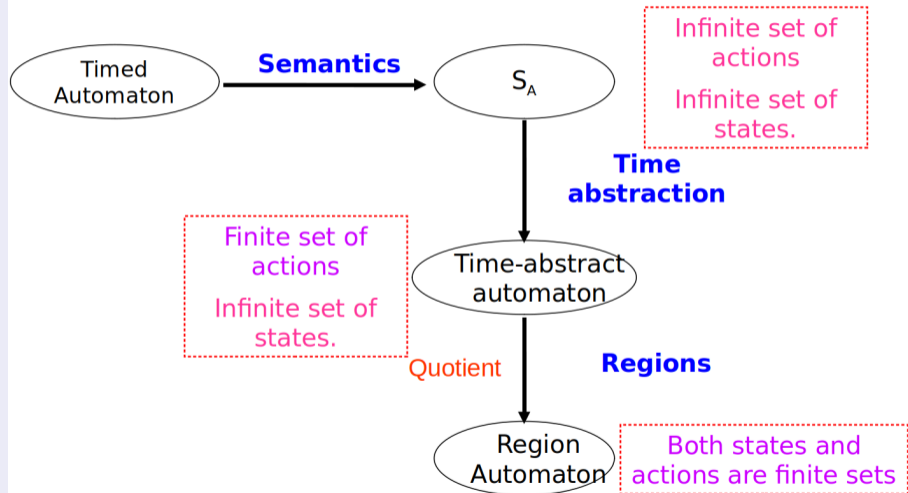 Timed
Automaton
Semantics
S_A
Infinite set of
actions
Infinite set of
states.
Time
abstraction
Finite set of
actions
Infinite set of
states.
Time-abstract
automaton
Quotient
Regions
Region
Automaton
Both states and
actions are finite sets